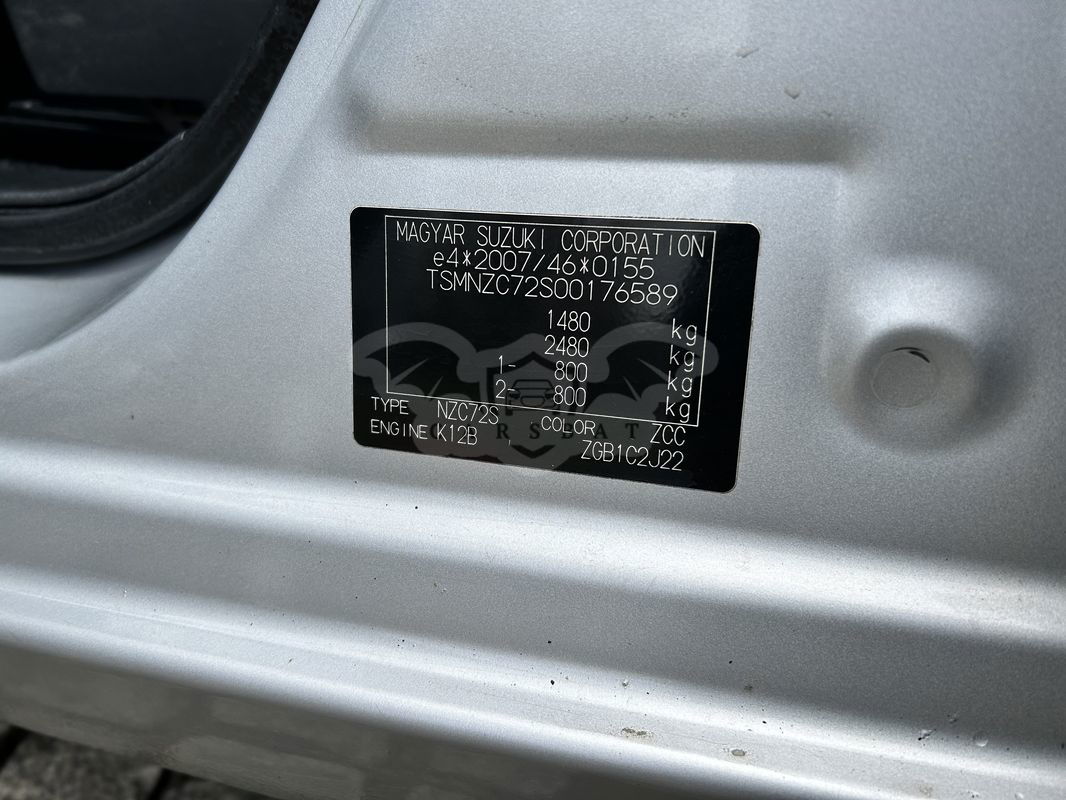 MAGYAR SUZUKI CORPORATION
e4*2007/46*0155
TSMNZC72S00176589
1480 kg
2480 kg
1- 800 kg
2- 800 kg
TYPE NZC72S COLOR ZCC
ENGINE K12B ZGB1C2J22
CARSBAT